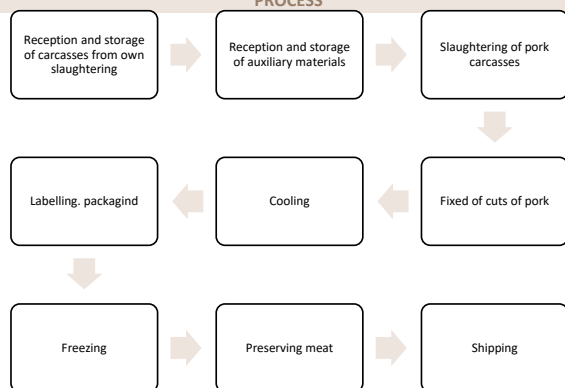 PROCESS
Reception and storage
of carcasses from own
slaughtering
Reception and storage
of auxiliary materials
Slaughtering of pork
carcasses
Fixed of cuts of pork
Cooling
Labelling. packagind
Freezing
Preserving meat
Shipping